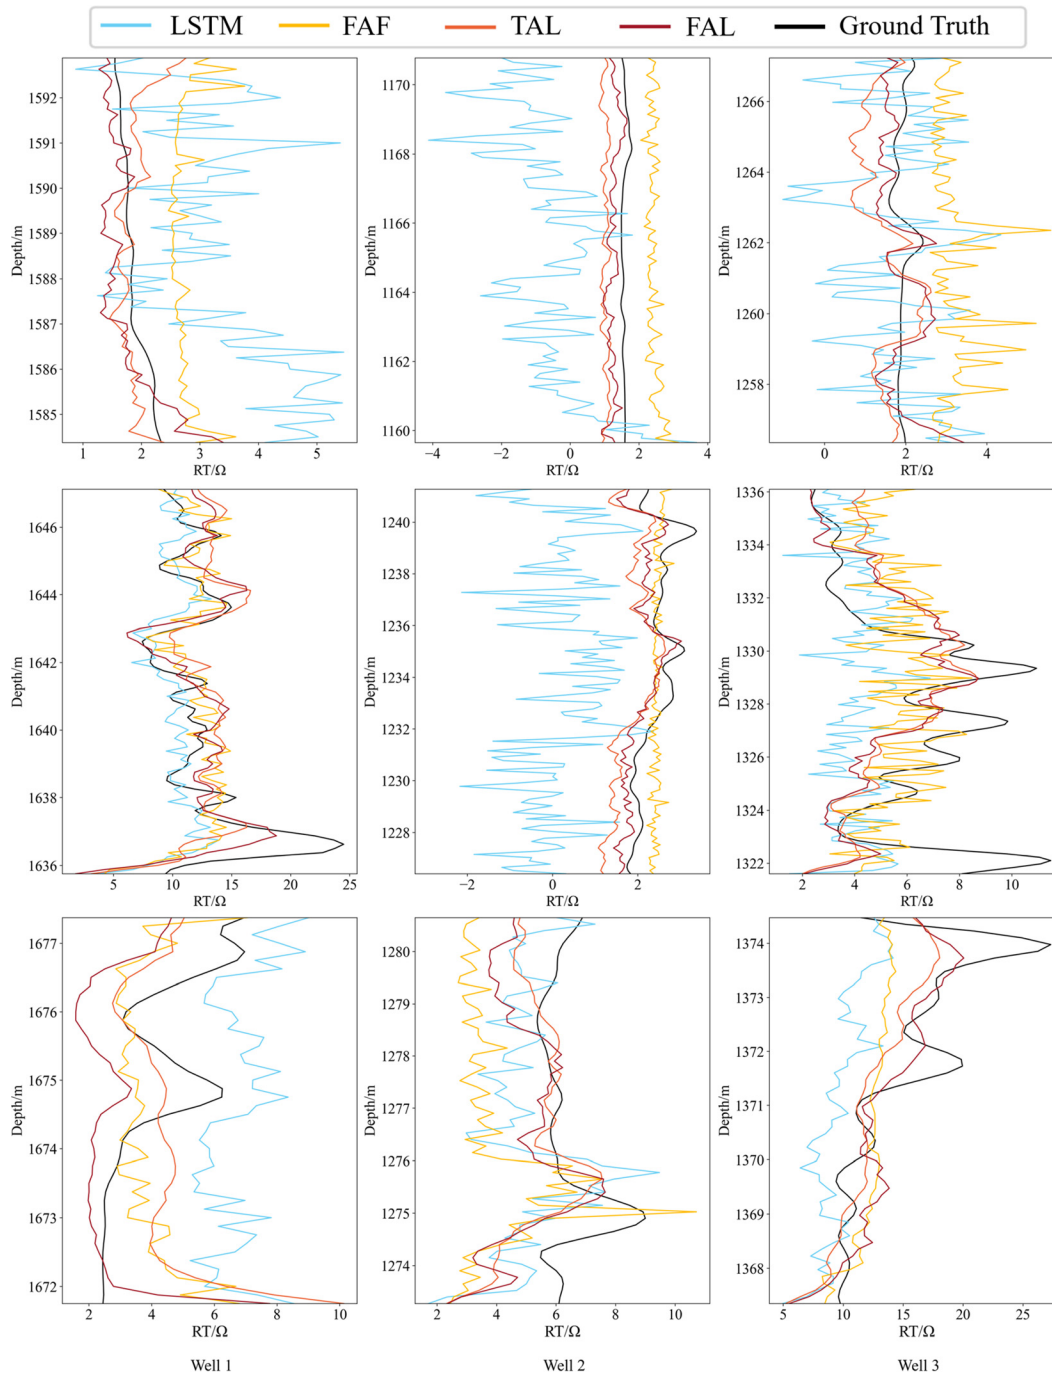 LSTM FAF TAL FAL Ground Truth
Depth/m
1592
1591
1590
1589
1588
1587
1586
1585
1 2 3 4 5
RT/Ω
Depth/m
1170
1168
1166
1164
1162
1160
−4 −2 0 2 4
RT/Ω
Depth/m
1266
1264
1262
1260
1258
0 2 4
RT/Ω
Depth/m
1646
1644
1642
1640
1638
1636
5 10 15 20 25
RT/Ω
Depth/m
1240
1238
1236
1234
1232
1230
1228
−2 0 2
RT/Ω
Depth/m
1336
1334
1332
1330
1328
1326
1324
1322
2 4 6 8 10
RT/Ω
Depth/m
1677
1676
1675
1674
1673
1672
2 4 6 8 10
RT/Ω
Depth/m
1280
1279
1278
1277
1276
1275
1274
2 4 6 8 10
RT/Ω
Depth/m
1374
1373
1372
1371
1370
1369
1368
5 10 15 20 25
RT/Ω
Well 1 Well 2 Well 3